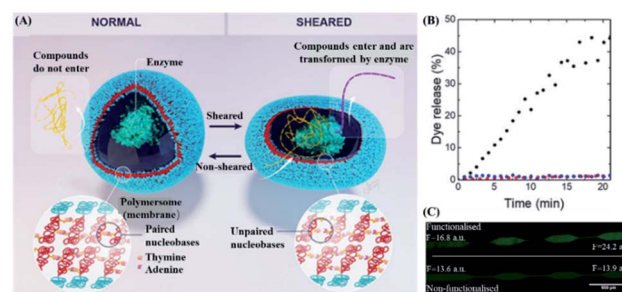 (A)
NORMAL
SHEARED
Compounds
do not enter
Enzyme
Compounds enter and are
transformed by enzyme
Sheared
Non-sheared
Polymersome
(membrane)
Paired
nucleobases
Unpaired
nucleobases
Thymine
Adenine
(B)
Dye release (%)
50
40
30
20
10
0
0
5
10
15
20
Time (min)
(C)
Functionalised
F=16.8 a.u.
F=24.2 a
F=13.6 a.u.
F=13.9 a
Non-functionalised